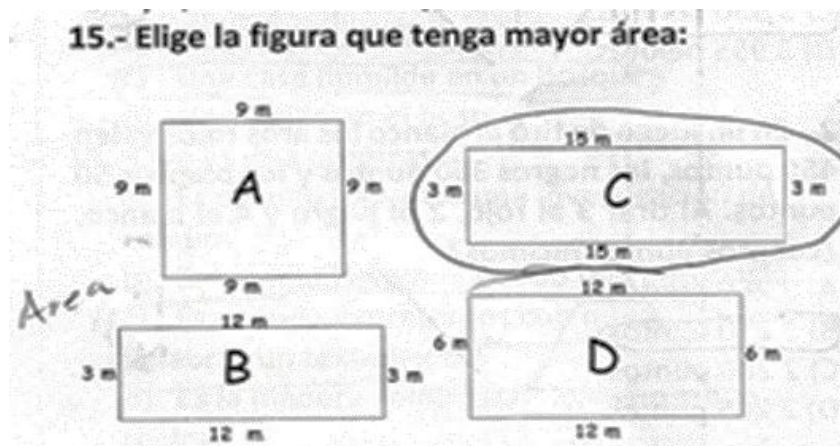 15.- Elige la figura que tenga mayor área:
9 m
9 m A 9 m
9 m
15 m
3 m C 3 m
15 m
Area
12 m
3 m B 3 m
12 m
12 m
6 m D 6 m
12 m